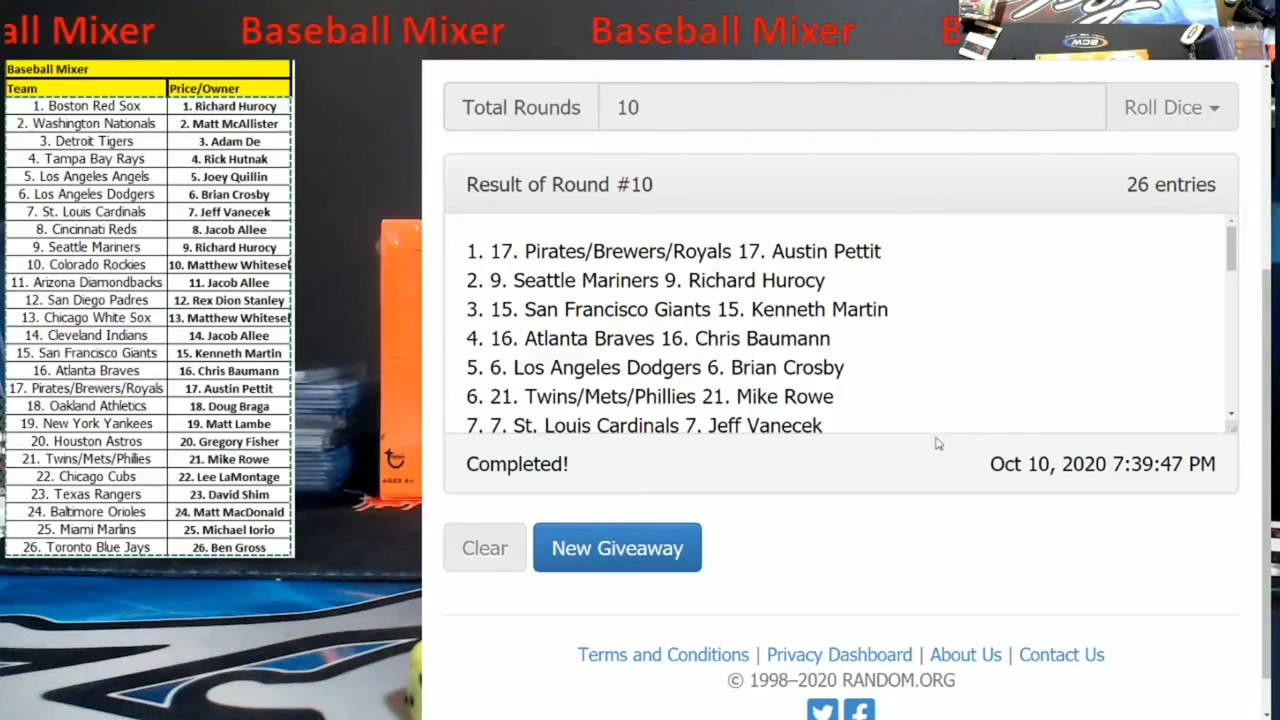 all Mixer Baseball Mixer Baseball Mixer B
Baseball Mixer
Team Price/Owner
1. Boston Red Sox 1. Richard Hurocy
2. Washington Nationals 2. Matt McAllister
3. Detroit Tigers 3. Adam De
4. Tampa Bay Rays 4. Rick Hutnak
5. Los Angeles Angels 5. Joey Quillin
6. Los Angeles Dodgers 6. Brian Crosby
7. St. Louis Cardinals 7. Jeff Vanecek
8. Cincinnati Reds 8. Jacob Allee
9. Seattle Mariners 9. Richard Hurocy
10. Colorado Rockies 10. Matthew Whitesel
11. Arizona Diamondbacks 11. Jacob Allee
12. San Diego Padres 12. Rex Dion Stanley
13. Chicago White Sox 13. Matthew Whitesel
14. Cleveland Indians 14. Jacob Allee
15. San Francisco Giants 15. Kenneth Martin
16. Atlanta Braves 16. Chris Baumann
17. Pirates/Brewers/Royals 17. Austin Pettit
18. Oakland Athletics 18. Doug Braga
19. New York Yankees 19. Matt Lambe
20. Houston Astros 20. Gregory Fisher
21. Twins/Mets/Phillies 21. Mike Rowe
22. Chicago Cubs 22. Lee LaMontage
23. Texas Rangers 23. David Shim
24. Baltimore Orioles 24. Matt MacDonald
25. Miami Marlins 25. Michael Iorio
26. Toronto Blue Jays 26. Ben Gross
AGES 6+
BCW
Total Rounds 10 Roll Dice
Result of Round #10 26 entries
1. 17. Pirates/Brewers/Royals 17. Austin Pettit
2. 9. Seattle Mariners 9. Richard Hurocy
3. 15. San Francisco Giants 15. Kenneth Martin
4. 16. Atlanta Braves 16. Chris Baumann
5. 6. Los Angeles Dodgers 6. Brian Crosby
6. 21. Twins/Mets/Phillies 21. Mike Rowe
7. 7. St. Louis Cardinals 7. Jeff Vanecek
Completed! Oct 10, 2020 7:39:47 PM
Clear New Giveaway
Terms and Conditions | Privacy Dashboard | About Us | Contact Us
© 1998–2020 RANDOM.ORG